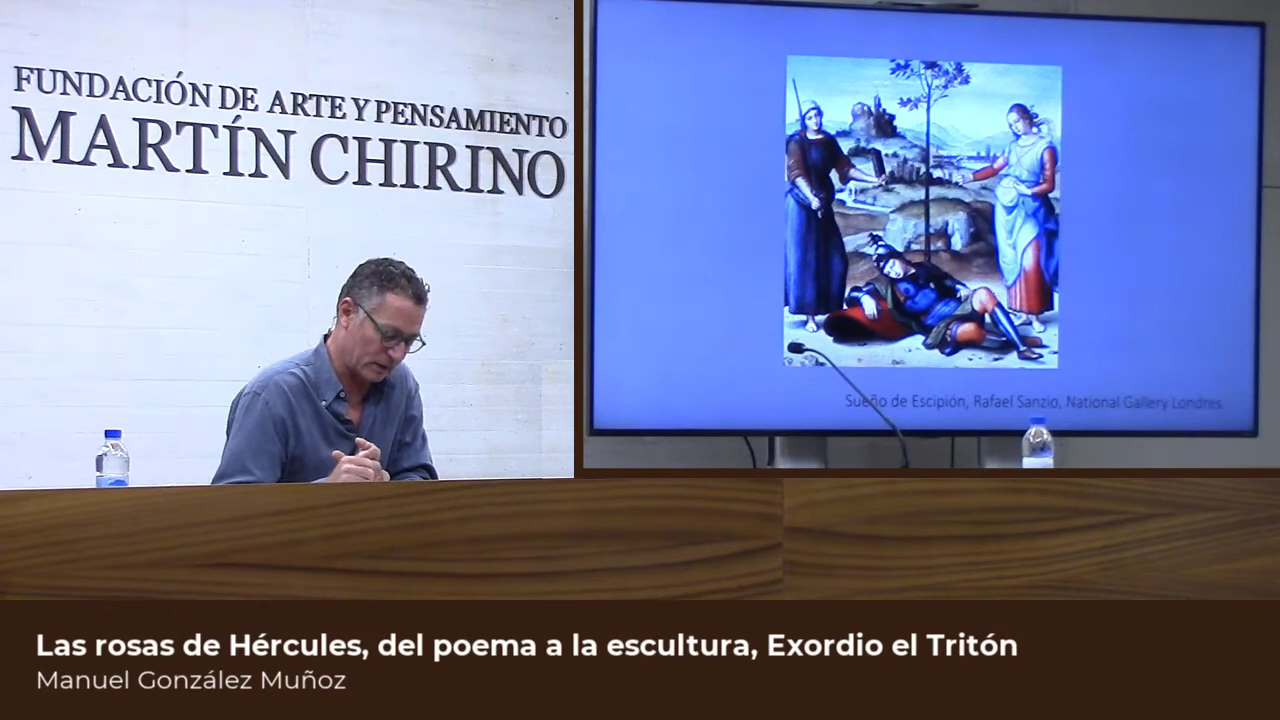 FUNDACIÓN DE ARTE Y PENSAMIENTO
MARTÍN CHIRINO
Sueño de Escipión, Rafael Sanzio, National Gallery Londres
Las rosas de Hércules, del poema a la escultura, Exordio el Tritón
Manuel González Muñoz